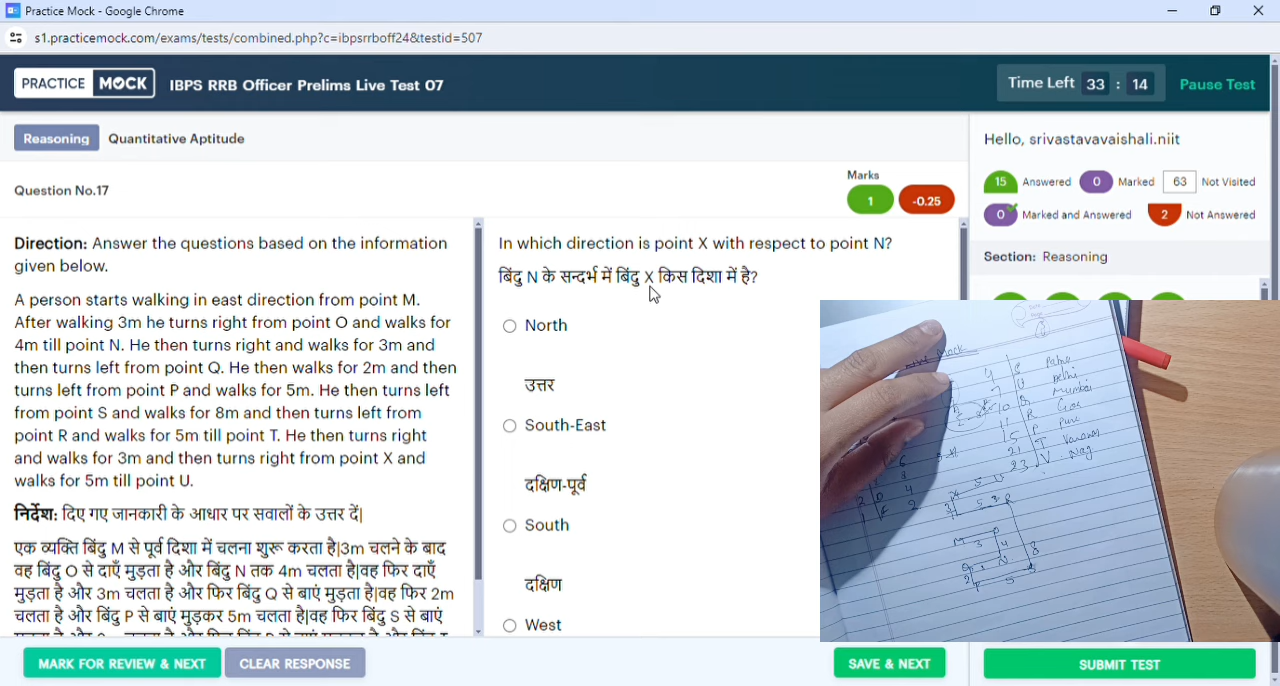 Practice Mock - Google Chrome
s1.practicemock.com/exams/tests/combined.php?c=ibpsrrboff24&testid=507
PRACTICE MOCK
IBPS RRB Officer Prelims Live Test 07
Time Left 33 : 14
Pause Test
Reasoning
Quantitative Aptitude
Hello, srivastavavaishali.niit
Question No.17
Marks
1
-0.25
15 Answered
0 Marked
63 Not Visited
0 Marked and Answered
2 Not Answered
Section: Reasoning
Direction: Answer the questions based on the information
given below.
A person starts walking in east direction from point M.
After walking 3m he turns right from point O and walks for
4m till point N. He then turns right and walks for 3m and
then turns left from point Q. He then walks for 2m and then
turns left from point P and walks for 5m. He then turns left
from point S and walks for 8m and then turns left from
point R and walks for 5m till point T. He then turns right
and walks for 3m and then turns right from point X and
walks for 5m till point U.
निर्देश: दिए गए जानकारी के आधार पर सवालों के उत्तर दें|
एक व्यक्ति बिंदु M से पूर्व दिशा में चलना शुरू करता है|3m चलने के बाद
वह बिंदु O से दाएँ मुड़ता है और बिंदु N तक 4m चलता है|वह फिर दाएँ
मुड़ता है और 3m चलता है और फिर बिंदु Q से बाएं मुड़ता है|वह फिर 2m
चलता है और बिंदु P से बाएं मुड़कर 5m चलता है|वह फिर बिंदु S से बाएं
In which direction is point X with respect to point N?
बिंदु N के सन्दर्भ में बिंदु X किस दिशा में है?
North
उत्तर
South-East
दक्षिण-पूर्व
South
दक्षिण
West
Mock
Patna
Delhi
Mumbai
Goa
Pune
MARK FOR REVIEW & NEXT
CLEAR RESPONSE
SAVE & NEXT
SUBMIT TEST